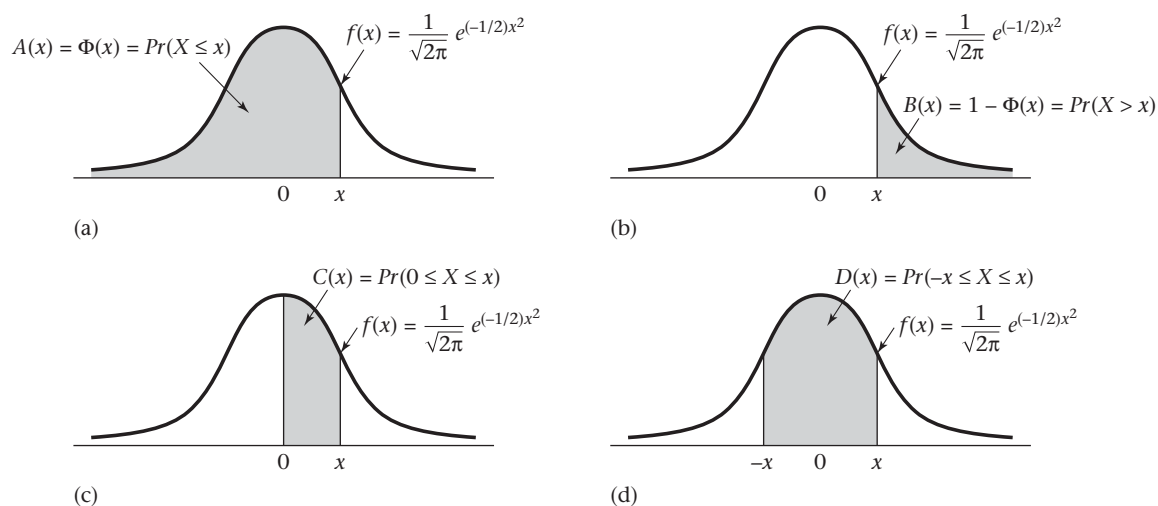 A(x) = Φ(x) = Pr(X ≤ x)
f(x) = 1/√2π e^(−1/2)x²
0 x
(a)
f(x) = 1/√2π e^(−1/2)x²
B(x) = 1 – Φ(x) = Pr(X > x)
0 x
(b)
C(x) = Pr(0 ≤ X ≤ x)
f(x) = 1/√2π e^(−1/2)x²
0 x
(c)
D(x) = Pr(–x ≤ X ≤ x)
f(x) = 1/√2π e^(−1/2)x²
–x 0 x
(d)